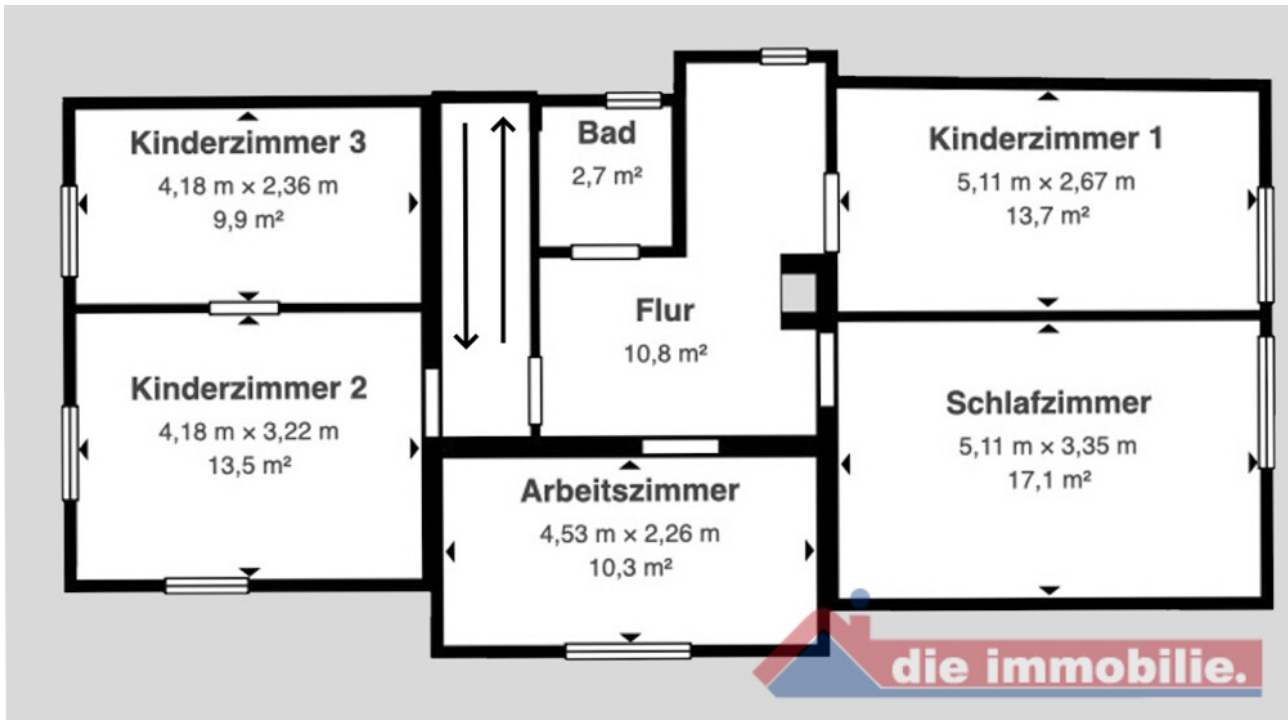 Kinderzimmer 3
4,18 m × 2,36 m
9,9 m²
Bad
2,7 m²
Kinderzimmer 1
5,11 m × 2,67 m
13,7 m²
Flur
10,8 m²
Kinderzimmer 2
4,18 m × 3,22 m
13,5 m²
Schlafzimmer
5,11 m × 3,35 m
17,1 m²
Arbeitszimmer
4,53 m × 2,26 m
10,3 m²
die immobilie.